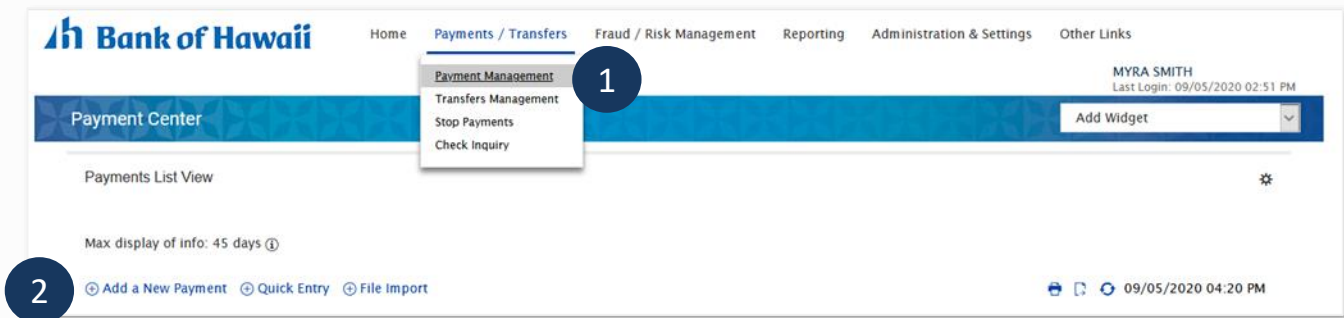 Bank of Hawaii
Home Payments / Transfers Fraud / Risk Management Reporting Administration & Settings Other Links
Payment Management
1
Transfers Management
Stop Payments
Check Inquiry
MYRA SMITH
Last Login: 09/05/2020 02:51 PM
Payment Center
Add Widget
Payments List View
Max display of info: 45 days
2
Add a New Payment Quick Entry File Import
09/05/2020 04:20 PM